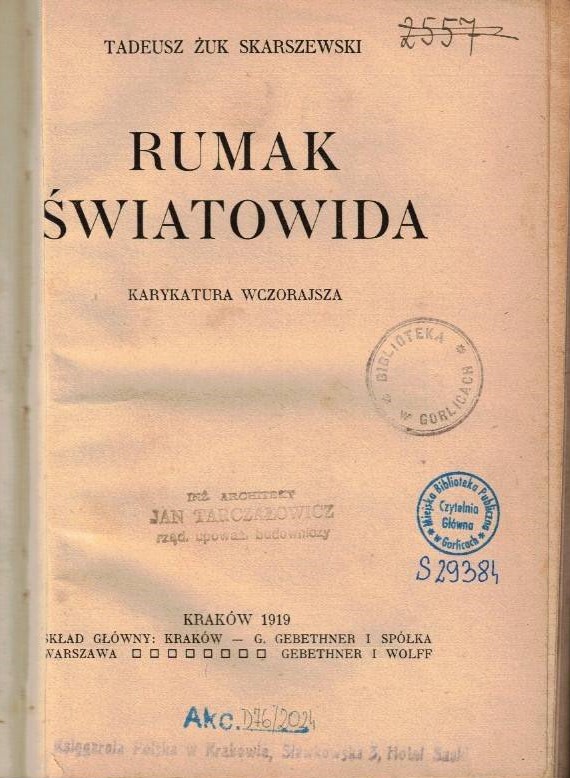 TADEUSZ ŻUK SKARSZEWSKI
2557
RUMAK
ŚWIATOWIDA
KARYKATURA WCZORAJSZA
BIBLIOTEKA
W GORLICACH
INŻ ARCHITEKT
JAN TARCZAŁOWICZ
rząd. upoważ. budowniczy
Miejska Biblioteka Publiczna
Czytelnia
Główna
w Gorlicach
S 29384
KRAKÓW 1919
SKŁAD GŁÓWNY: KRAKÓW — G. GEBETHNER I SPÓŁKA
WARSZAWA □ □ □ □ □ □ □ □ GEBETHNER I WOLFF
Akc. D76/2024
Księgarnia Polska w Krakowie, Sławkowska 3, Hotel Saski